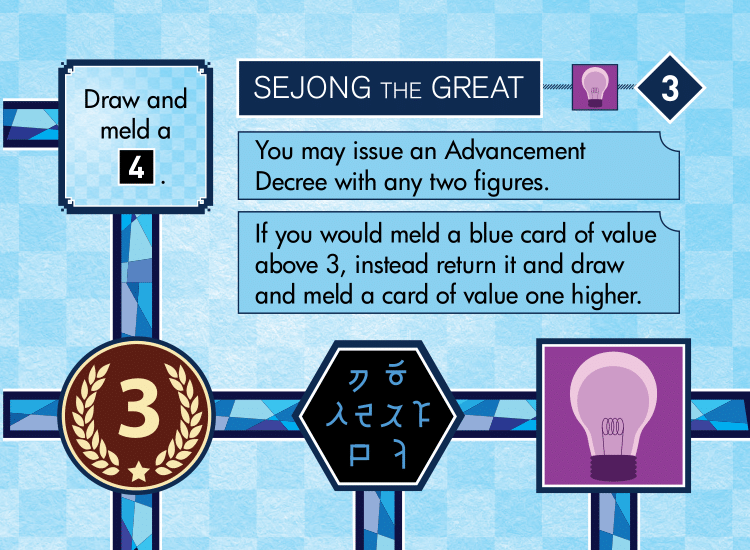 Draw and
meld a
4.
SEJONG THE GREAT
3
You may issue an Advancement
Decree with any two figures.
If you would meld a blue card of value
above 3, instead return it and draw
and meld a card of value one higher.
3
ㄲ ㅎ
ㅅ ㄹ ㅈ
ㅁ ㅓ